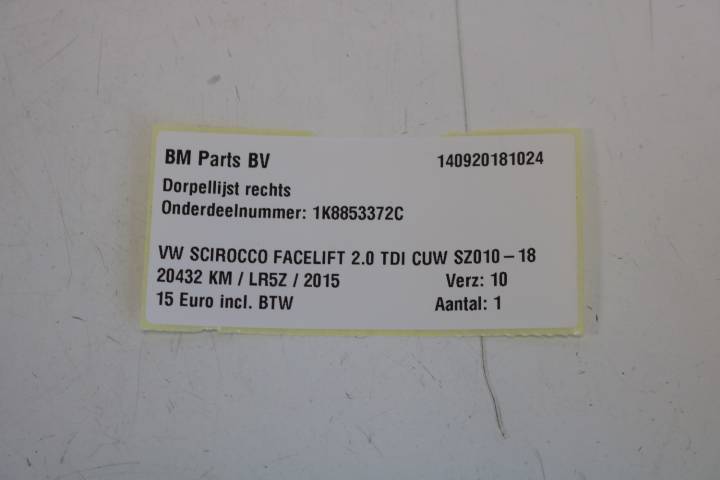 BM Parts BV 140920181024
Dorpellijst rechts
Onderdeelnummer: 1K8853372C
VW SCIROCCO FACELIFT 2.0 TDI CUW SZ010-18
20432 KM / LR5Z / 2015 Verz: 10
15 Euro incl. BTW Aantal: 1